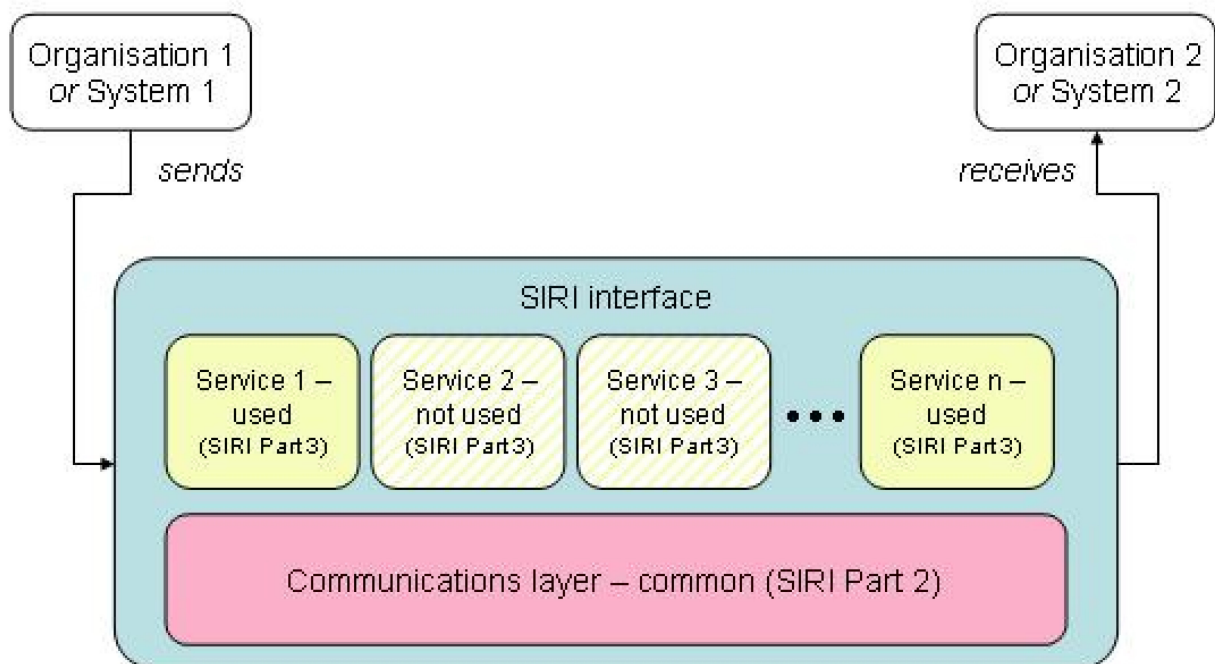 Organisation 1
or System 1
Organisation 2
or System 2
sends
receives
SIRI interface
Service 1 –
used
(SIRI Part3)
Service 2 –
not used
(SIRI Part3)
Service 3 –
not used
(SIRI Part3)
•••
Service n –
used
(SIRI Part3)
Communications layer – common (SIRI Part 2)